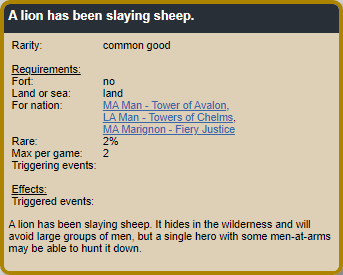 A lion has been slaying sheep.
Rarity: common good
Requirements:
Fort: no
Land or sea: land
For nation: MA Man - Tower of Avalon,
LA Man - Towers of Chelms,
MA Marignon - Fiery Justice
Rare: 2%
Max per game: 2
Triggering events:
Effects:
Triggered events:
A lion has been slaying sheep. It hides in the wilderness and will
avoid large groups of men, but a single hero with some men-at-arms
may be able to hunt it down.